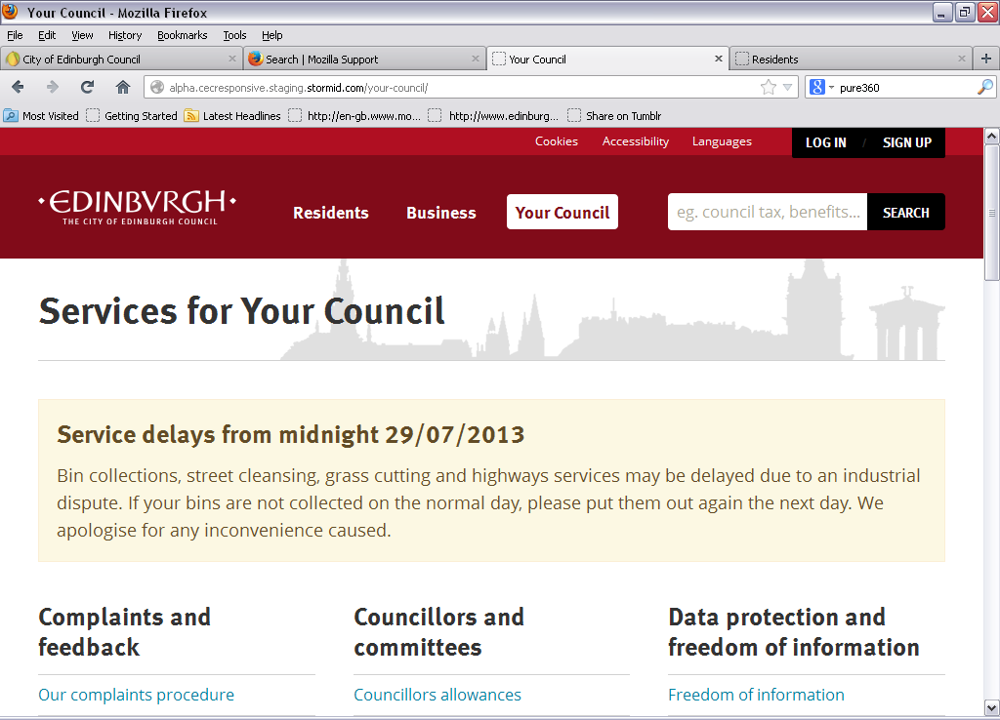 Your Council - Mozilla Firefox
File Edit View History Bookmarks Tools Help
City of Edinburgh Council
Search | Mozilla Support
Your Council
Residents
alpha.cecresponsive.staging.stormid.com/your-council/
8
pure360
Most Visited Getting Started Latest Headlines http://en-gb.www.mo... http://www.edinburg... Share on Tumblr
Cookies Accessibility Languages LOG IN / SIGN UP
EDINBVRGH
THE CITY OF EDINBURGH COUNCIL
Residents Business Your Council
eg. council tax, benefits... SEARCH
Services for Your Council
Service delays from midnight 29/07/2013
Bin collections, street cleansing, grass cutting and highways services may be delayed due to an industrial
dispute. If your bins are not collected on the normal day, please put them out again the next day. We
apologise for any inconvenience caused.
Complaints and
feedback
Our complaints procedure
Councillors and
committees
Councillors allowances
Data protection and
freedom of information
Freedom of information